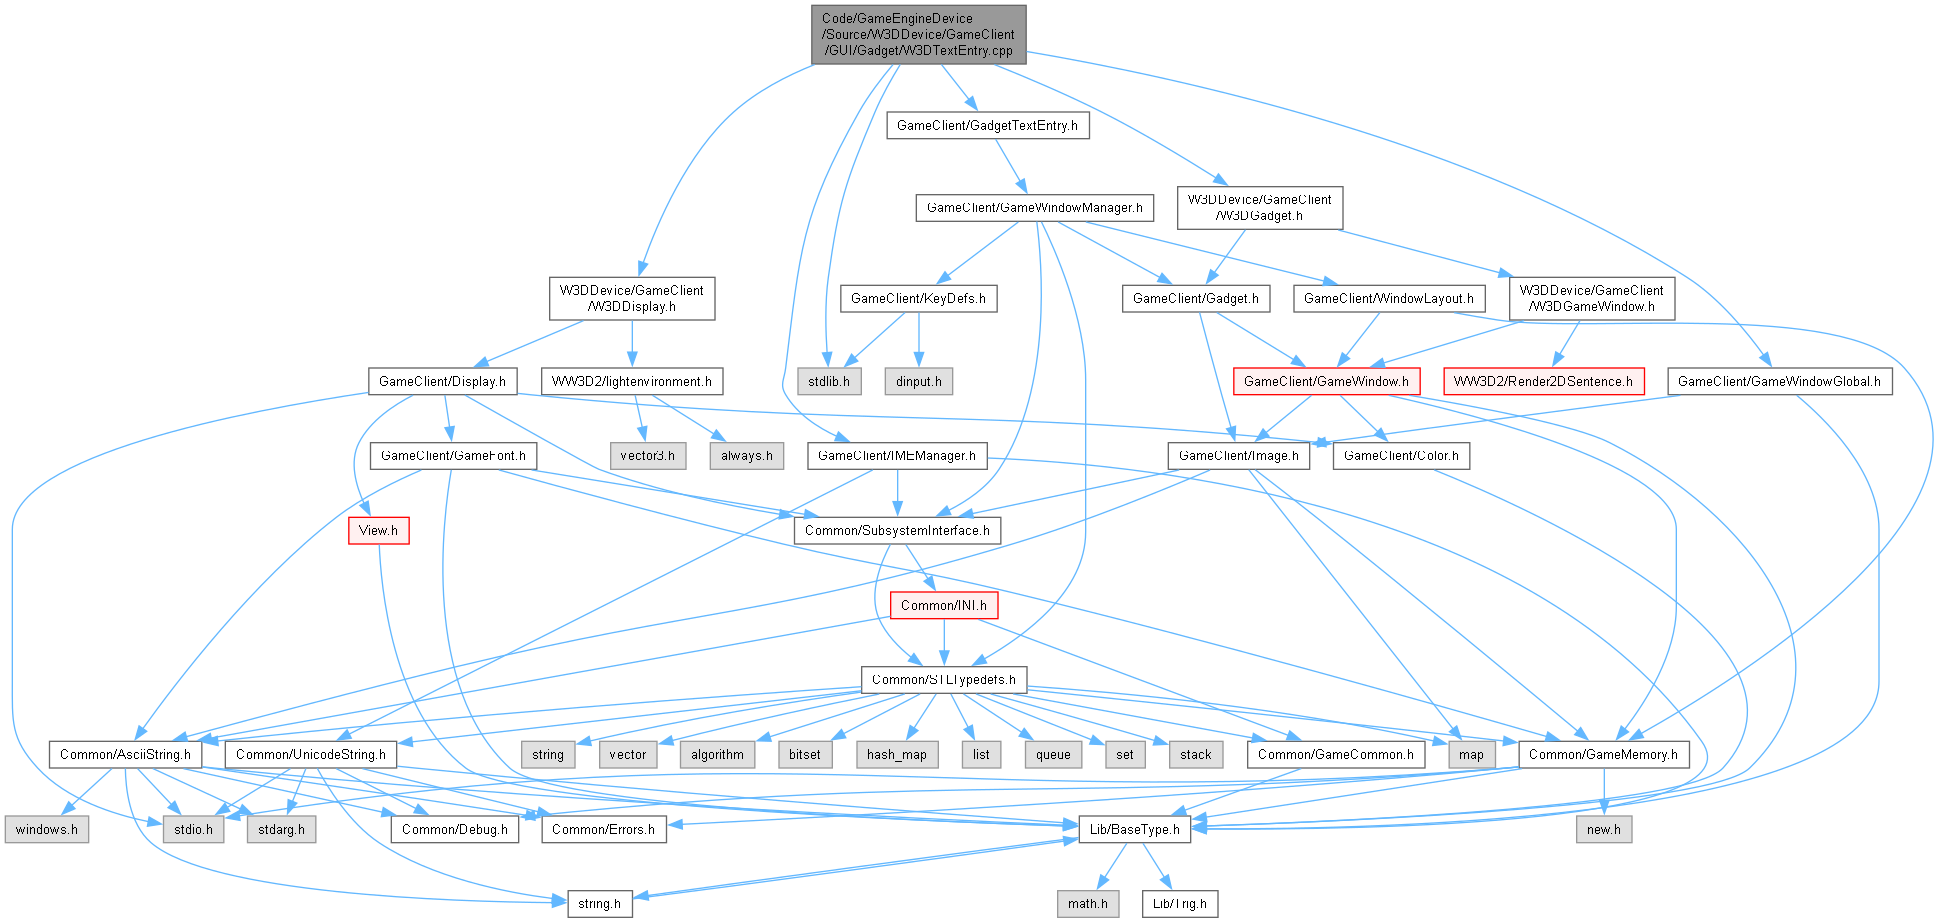 Code/GameEngineDevice
/Source/W3DDevice/GameClient
/GUI/Gadget/W3DTextEntry.cpp
GameClient/GadgetTextEntry.h
GameClient/GameWindowManager.h
W3DDevice/GameClient
/W3DGadget.h
W3DDevice/GameClient
/W3DDisplay.h
GameClient/KeyDefs.h
GameClient/Gadget.h
GameClient/WindowLayout.h
W3DDevice/GameClient
/W3DGameWindow.h
GameClient/Display.h
WW3D2/lightenvironment.h
stdlib.h
dinput.h
GameClient/GameWindow.h
WW3D2/Render2DSentence.h
GameClient/GameWindowGlobal.h
GameClient/GameFont.h
vector3.h
always.h
GameClient/IMEManager.h
GameClient/Image.h
GameClient/Color.h
View.h
Common/SubsystemInterface.h
Common/INI.h
Common/STLTypedefs.h
Common/AsciiString.h
Common/UnicodeString.h
string
vector
algorithm
bitset
hash_map
list
queue
set
stack
Common/GameCommon.h
map
Common/GameMemory.h
windows.h
stdio.h
stdarg.h
Common/Debug.h
Common/Errors.h
Lib/BaseType.h
new.h
string.h
math.h
Lib/Trig.h